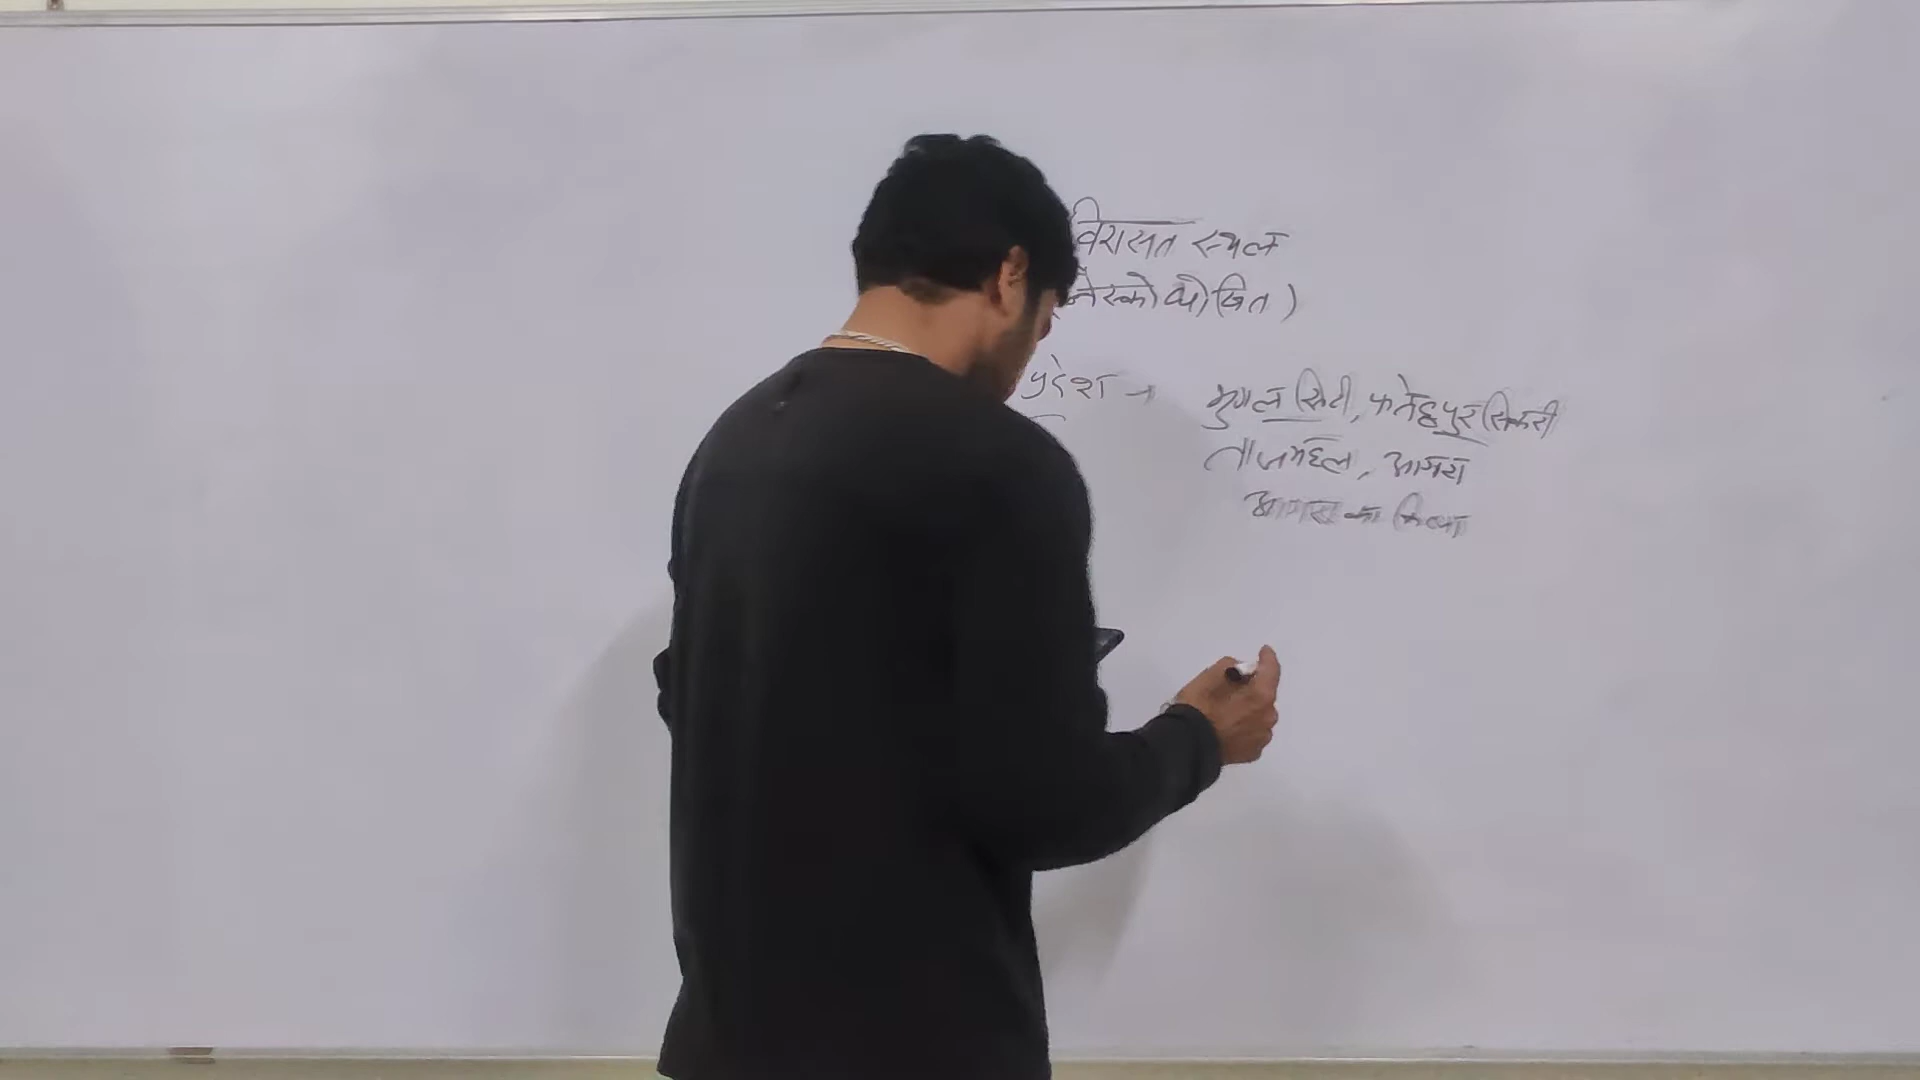 विरासत स्थल
नेस्को घोषित)
प्रदेश → मुगल सिटी, फतेहपुर सिकरी
ताजमहल, आगरा
आगरा का किला